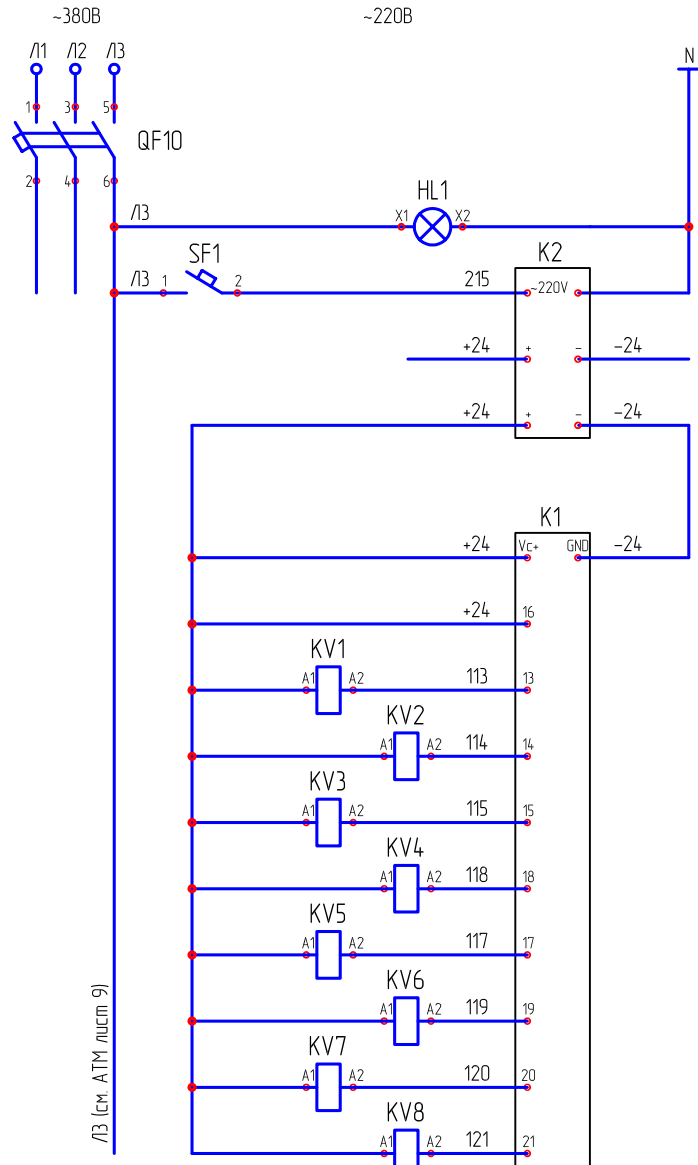 ~380В ~220В
Л1 Л2 Л3 N
1 3 5
QF10
2 4 6
HL1
Л3 X1 X2
SF1 K2
Л3 1 2 215 ~220V
+24 + - -24
+24 + - -24
K1
+24 Vc+ GND -24
+24 16
KV1
A1 A2 113 13
KV2
A1 A2 114 14
KV3
A1 A2 115 15
KV4
A1 A2 118 18
KV5
A1 A2 117 17
KV6
A1 A2 119 19
KV7
A1 A2 120 20
KV8
A1 A2 121 21
Л3 (см. АТМ лист 9)